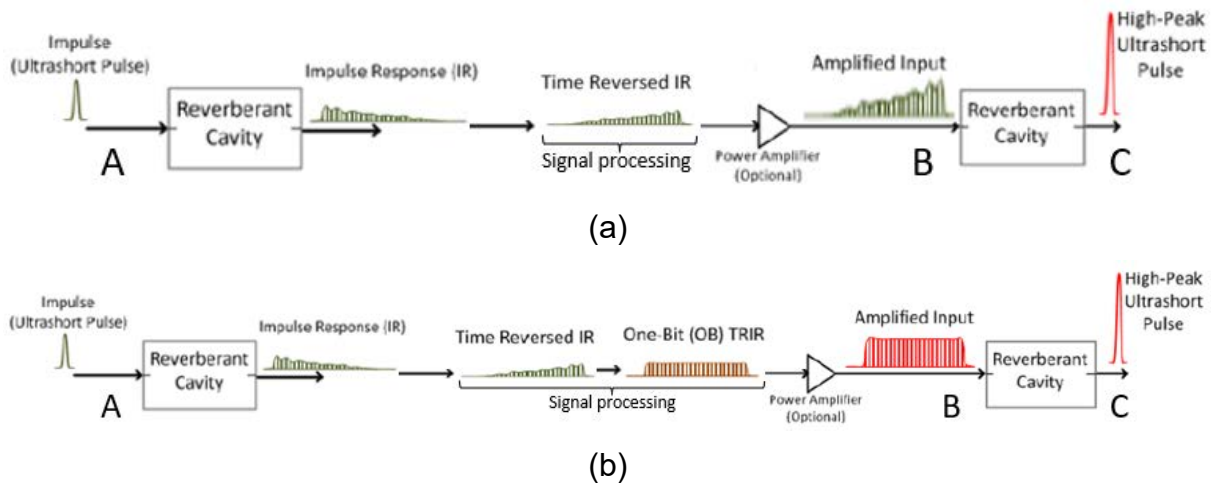 Impulse
(Ultrashort Pulse)
A
Reverberant
Cavity
Impulse Response (IR)
Time Reversed IR
Signal processing
Power Amplifier
(Optional)
Amplified Input
B
Reverberant
Cavity
High-Peak
Ultrashort
Pulse
C
(a)
Impulse
(Ultrashort Pulse)
A
Reverberant
Cavity
Impulse Response (IR)
Time Reversed IR
One-Bit (OB) TRIR
Signal processing
Power Amplifier
(Optional)
Amplified Input
B
Reverberant
Cavity
High-Peak
Ultrashort
Pulse
C
(b)